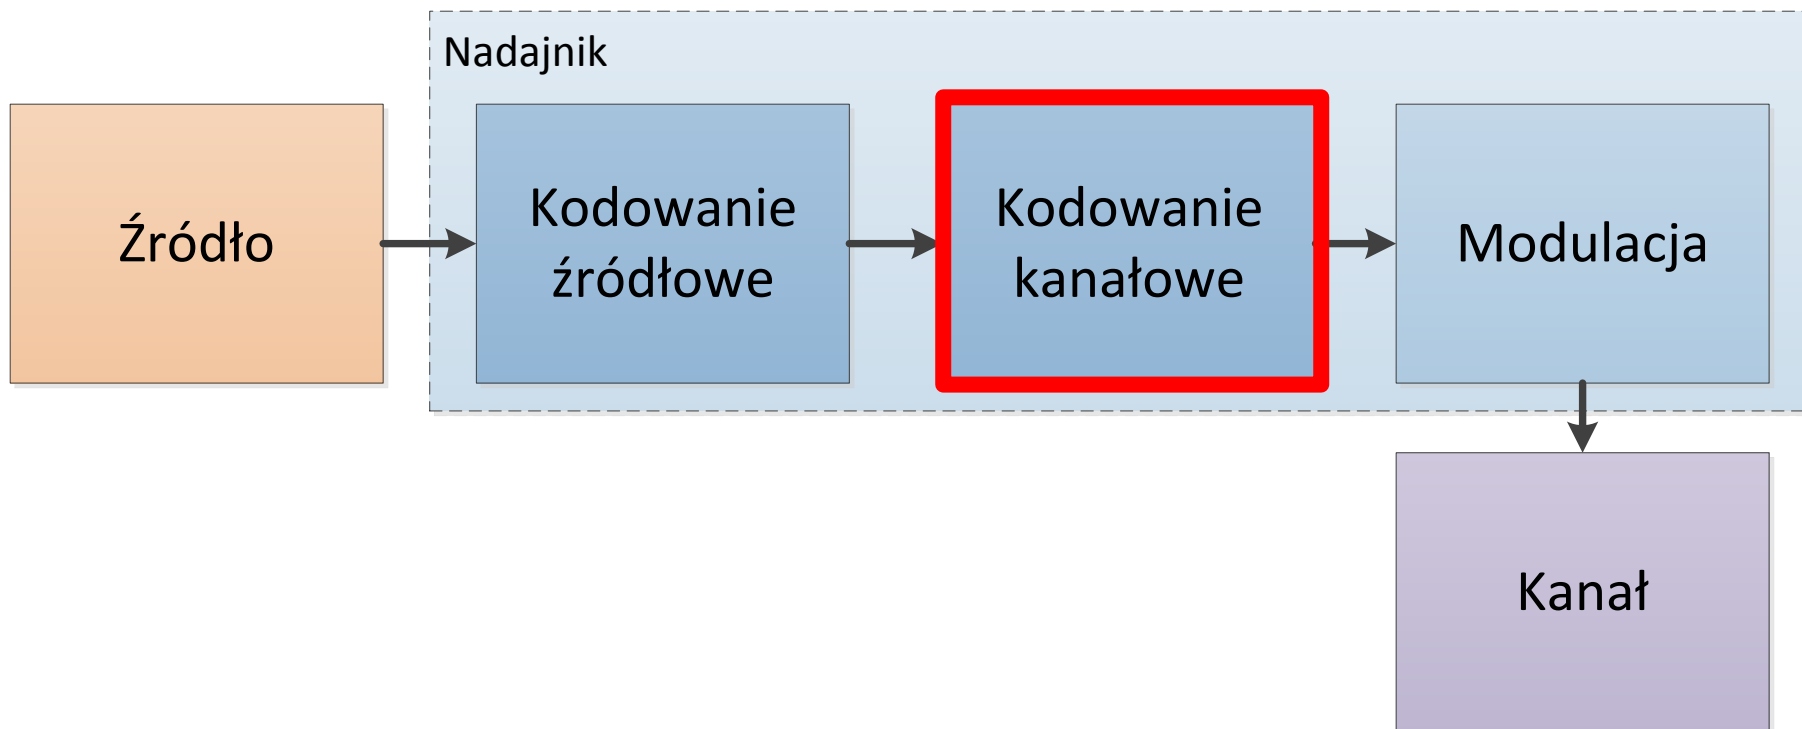 Nadajnik
Źródło
Kodowanie
źródłowe
Kodowanie
kanałowe
Modulacja
Kanał